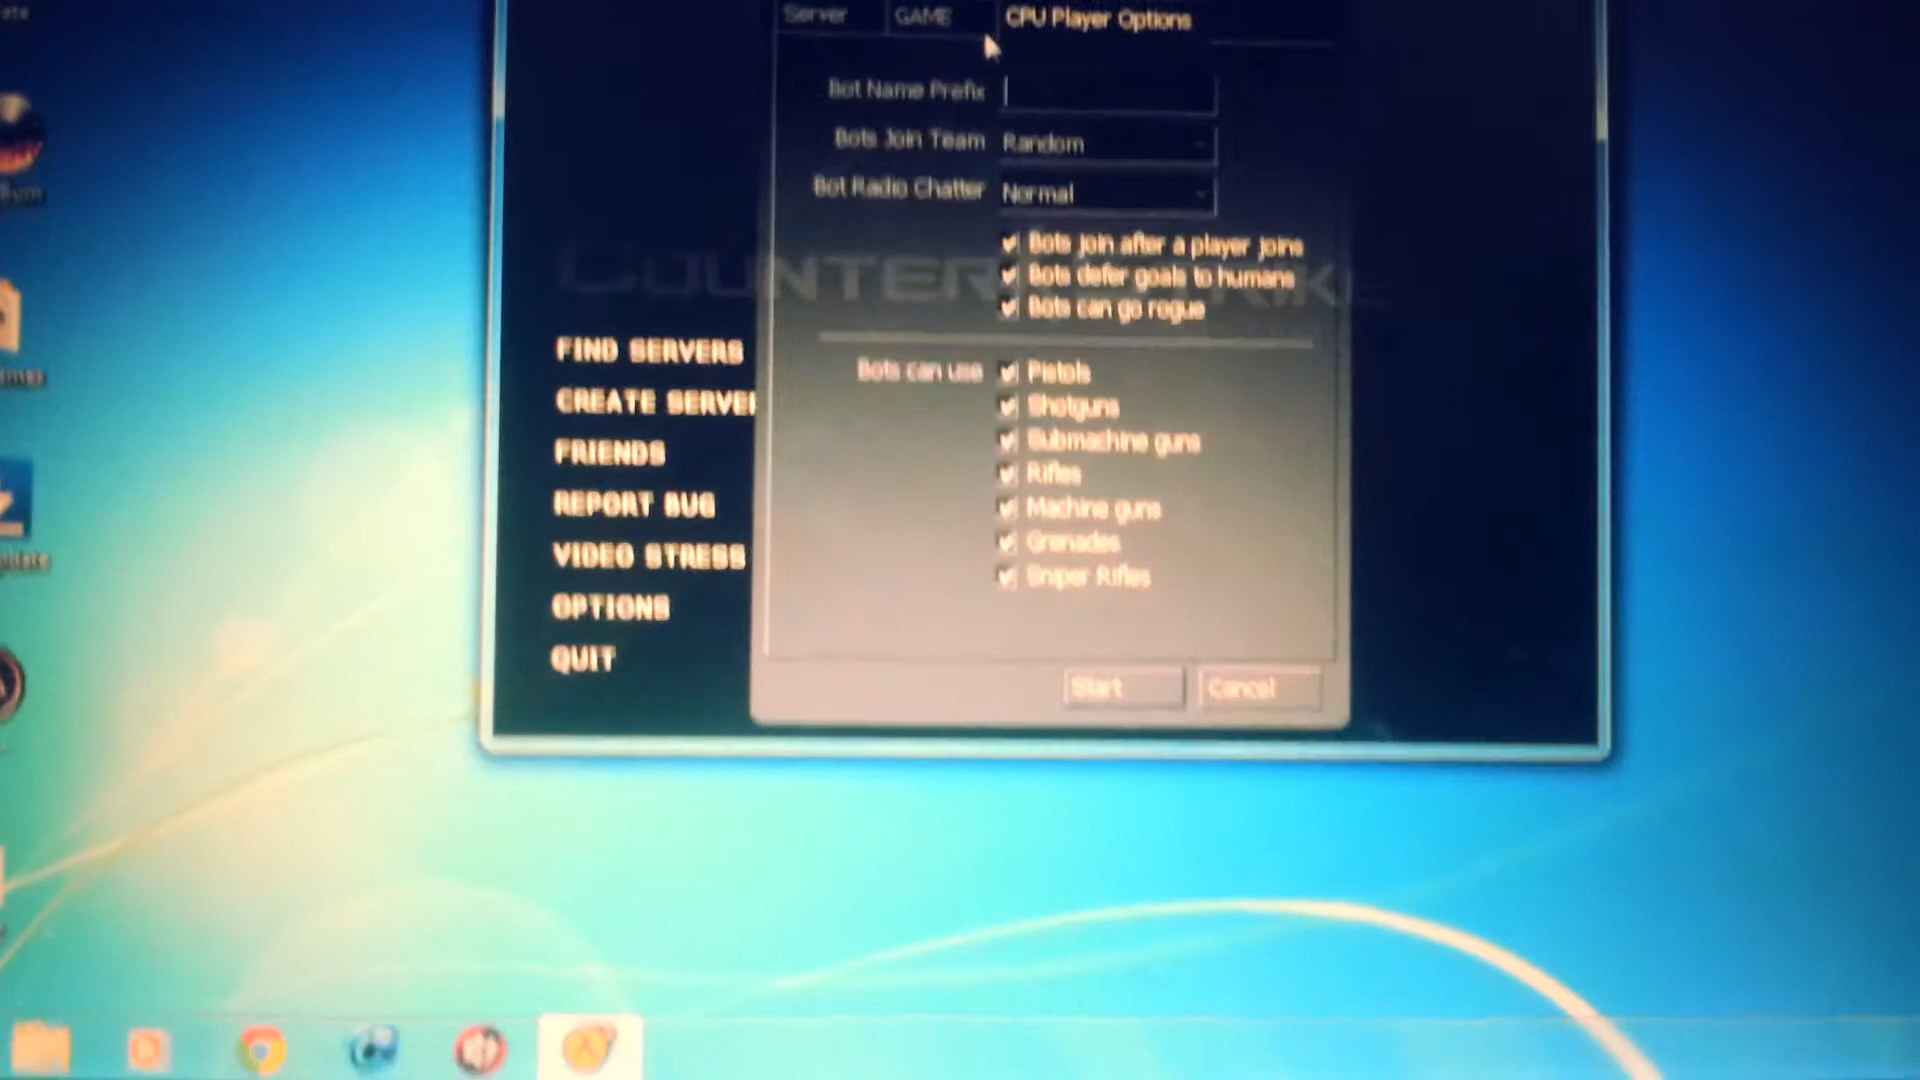 Server GAME CPU Player Options
Bot Name Prefix
Bots Join Team Random
Bot Radio Chatter Normal
Bots join after a player joins
Bots defer goals to humans
Bots can go rogue
COUNTER
FIND SERVERS
CREATE SERVER
FRIENDS
REPORT BUG
VIDEO STRESS
OPTIONS
QUIT
Bots can use Pistols
Shotguns
Submachine guns
Rifles
Machine guns
Grenades
Sniper Rifles
Start Cancel